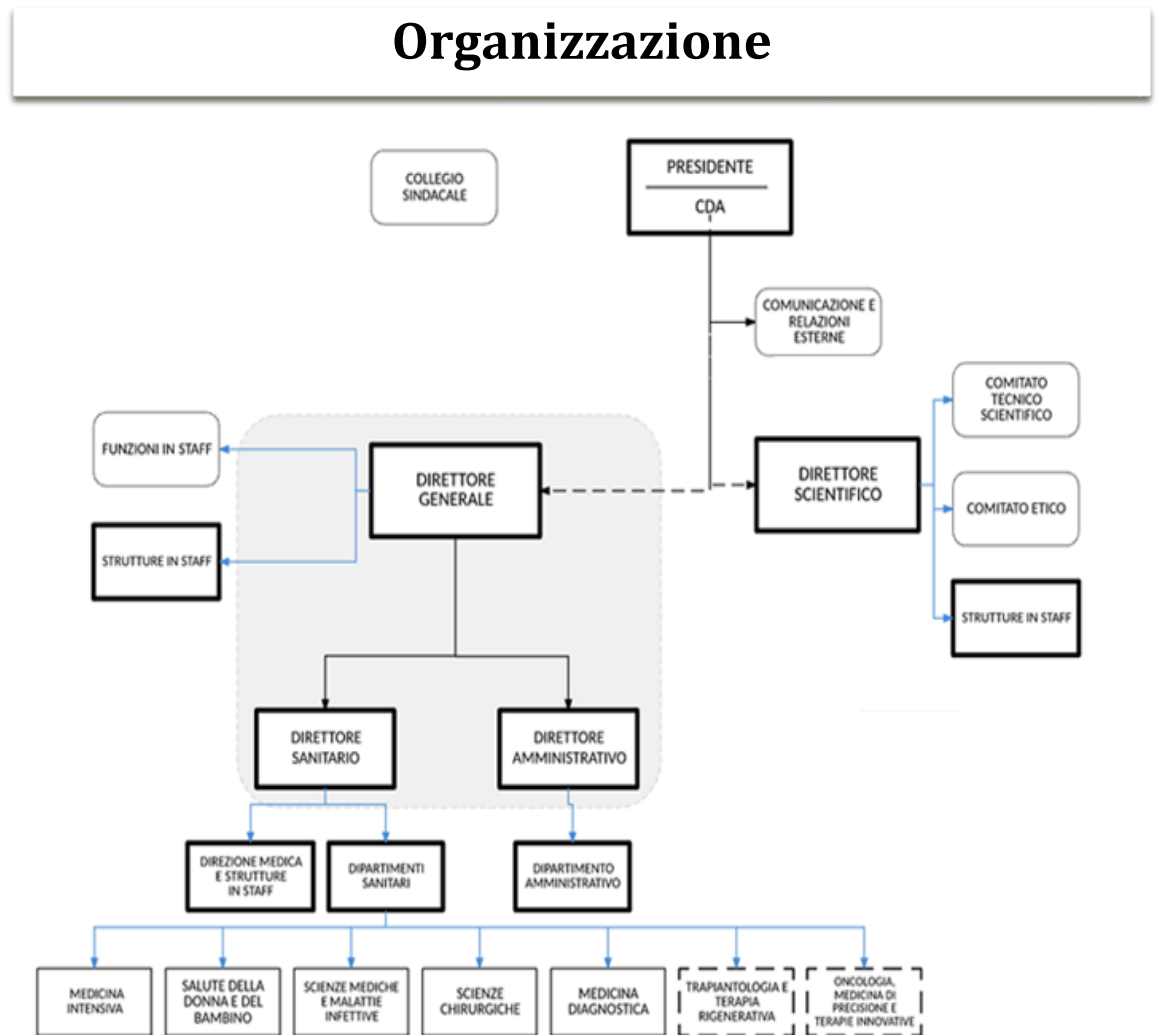 Organizzazione
COLLEGIO
SINDACALE
PRESIDENTE
CDA
COMUNICAZIONE E
RELAZIONI
ESTERNE
COMITATO
TECNICO
SCIENTIFICO
FUNZIONI IN STAFF
DIRETTORE
GENERALE
DIRETTORE
SCIENTIFICO
COMITATO ETICO
STRUTTURE IN STAFF
STRUTTURE IN STAFF
DIRETTORE
SANITARIO
DIRETTORE
AMMINISTRATIVO
DIREZIONE MEDICA
E STRUTTURE
IN STAFF
DIPARTIMENTI
SANITARI
DIPARTIMENTO
AMMINISTRATIVO
MEDICINA
INTENSIVA
SALUTE DELLA
DONNA E DEL
BAMBINO
SCIENZE MEDICHE
E MALATTIE
INFETTIVE
SCIENZE
CHIRURGICHE
MEDICINA
DIAGNOSTICA
TRAPIANTOLOGIA E
TERAPIA
RIGENERATIVA
ONCOLOGIA,
MEDICINA DI
PRECISIONE E
TERAPIE INNOVATIVE